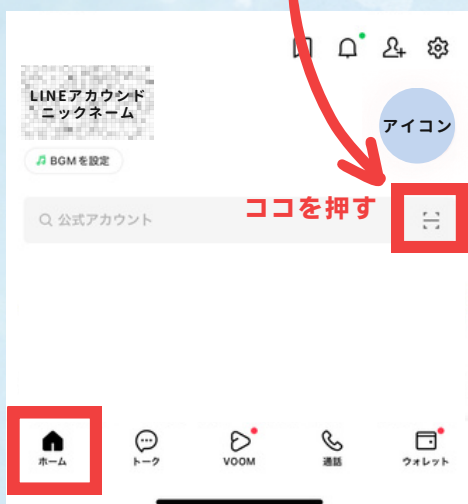 LINEアカウンド
ニックネーム
アイコン
BGMを設定
公式アカウント
ココを押す
ホーム
トーク
VOOM
通話
ウォレット